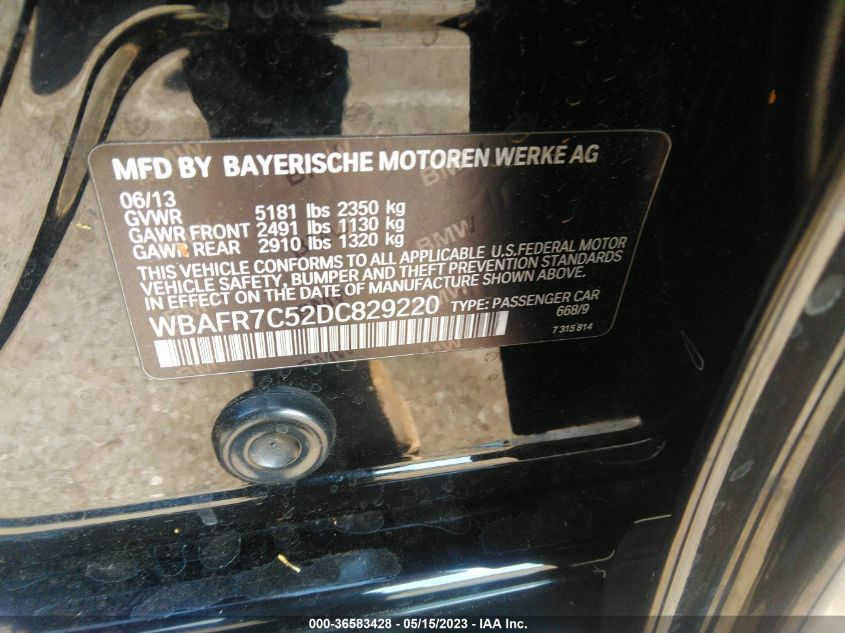 MFD BY BAYERISCHE MOTOREN WERKE AG
06/13
GVWR 5181 lbs 2350 kg
GAWR FRONT 2491 lbs 1130 kg
GAWR REAR 2910 lbs 1320 kg
THIS VEHICLE CONFORMS TO ALL APPLICABLE U.S.FEDERAL MOTOR
VEHICLE SAFETY, BUMPER AND THEFT PREVENTION STANDARDS
IN EFFECT ON THE DATE OF MANUFACTURE SHOWN ABOVE.
WBAFR7C52DC829220 TYPE: PASSENGER CAR
668/9
7315814
000-36583428 - 05/15/2023 - IAA Inc.